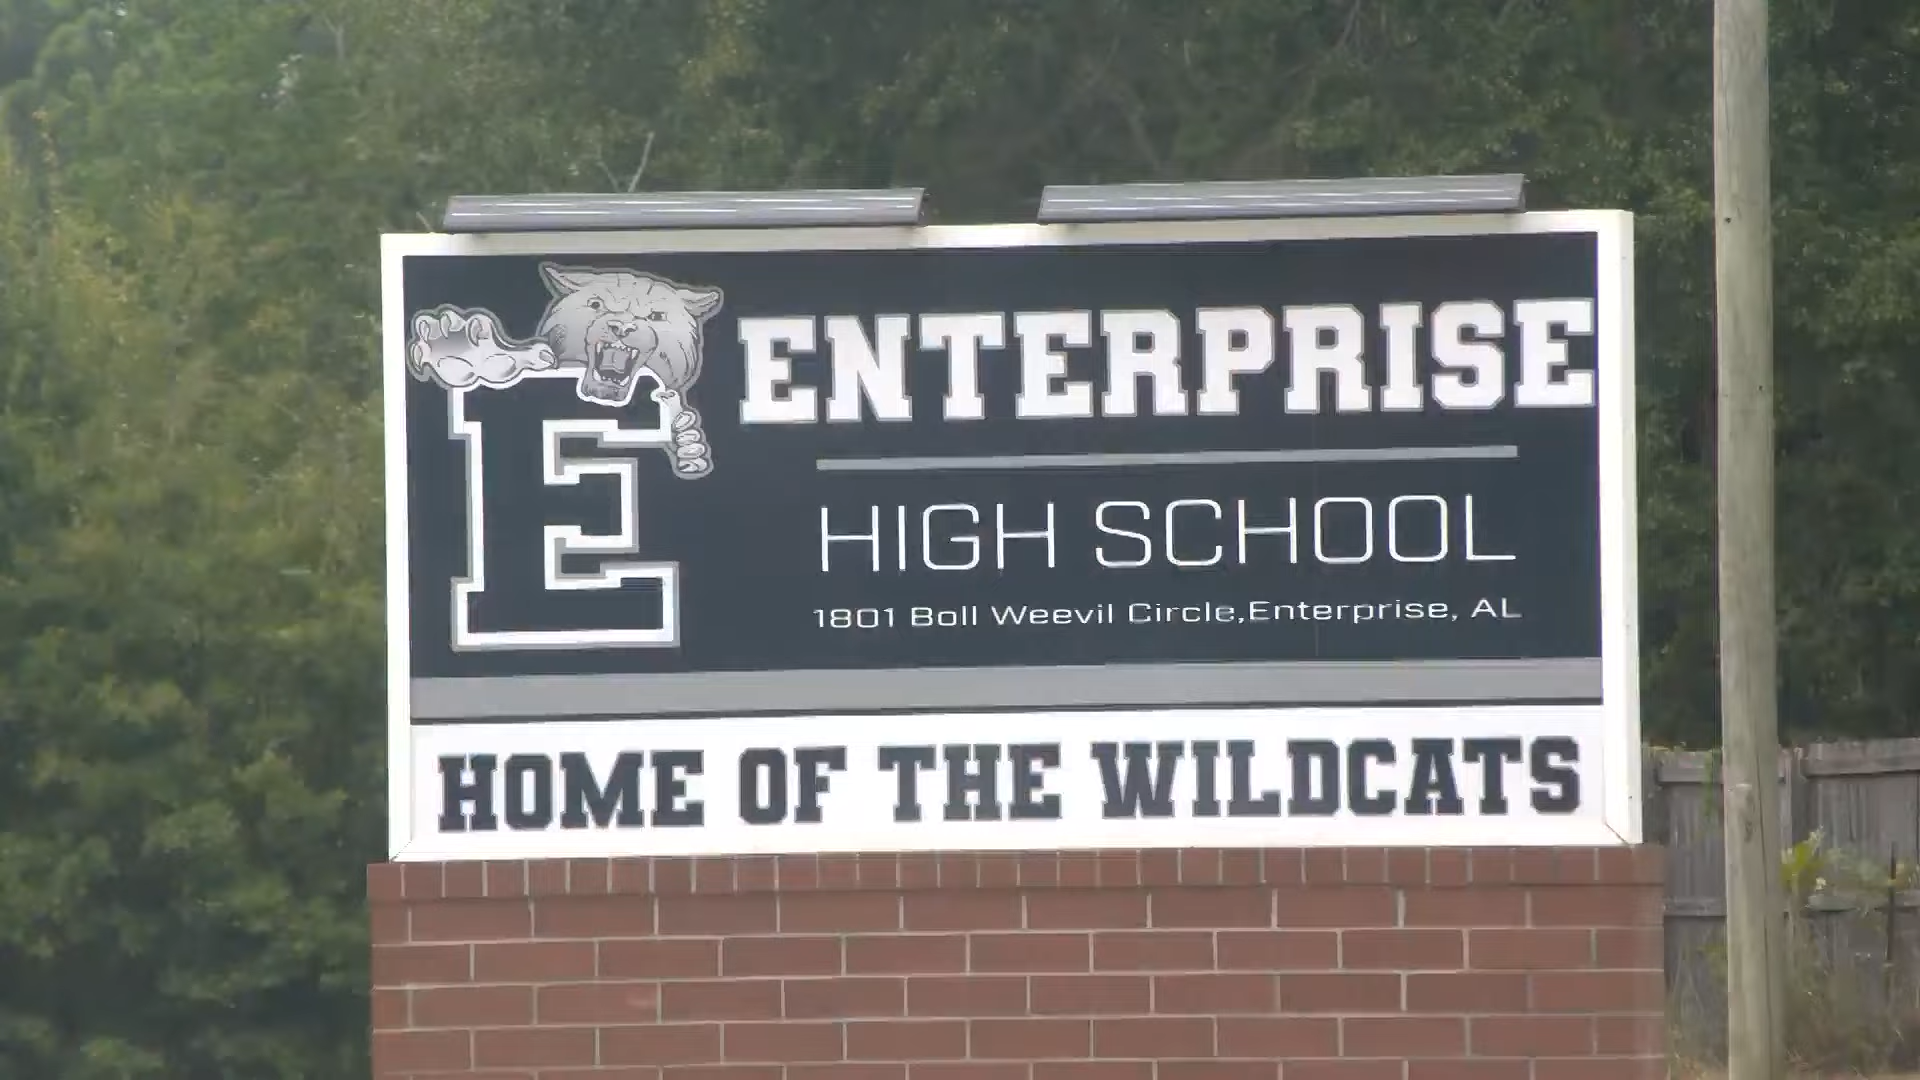 E
ENTERPRISE
HIGH SCHOOL
1801 Boll Weevil Circle,Enterprise, AL
HOME OF THE WILDCATS